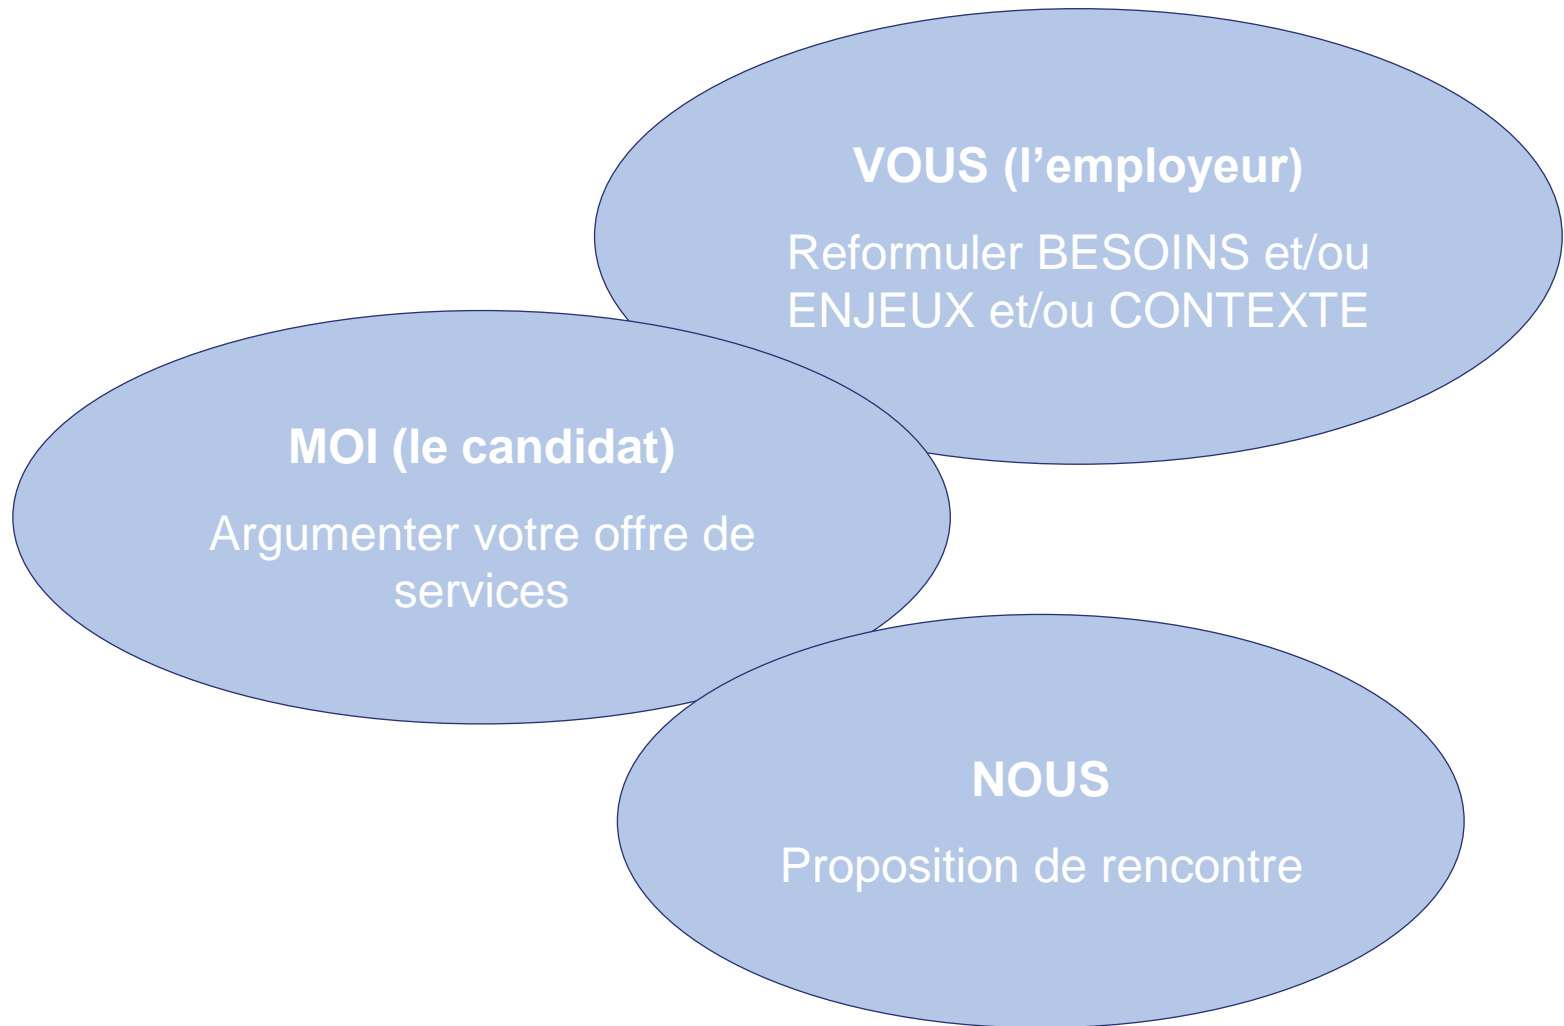 VOUS (l’employeur)
Reformuler BESOINS et/ou
ENJEUX et/ou CONTEXTE
MOI (le candidat)
Argumenter votre offre de
services
NOUS
Proposition de rencontre